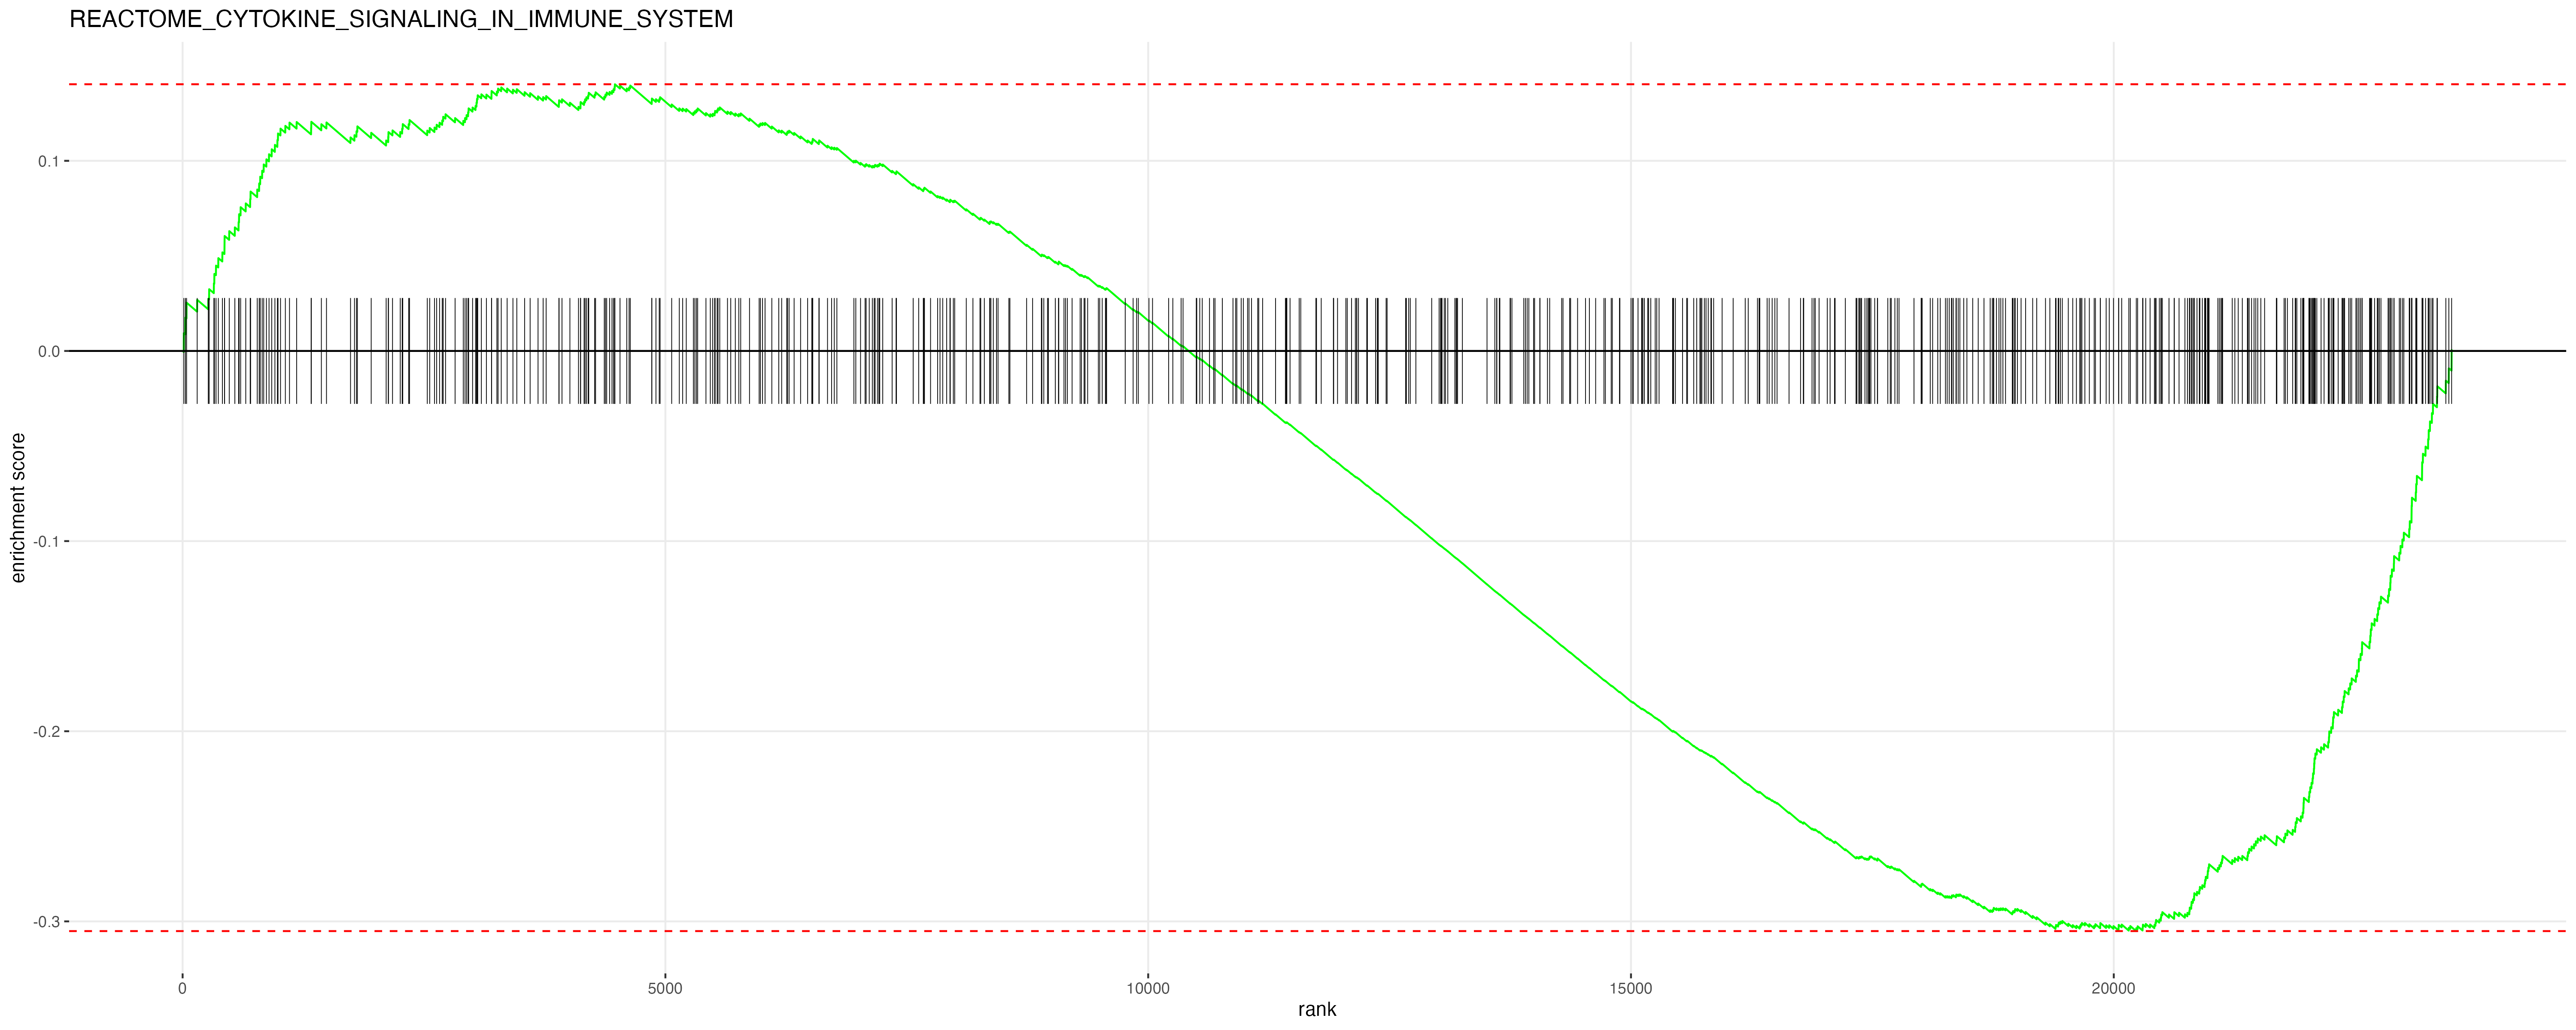 REACTOME_CYTOKINE_SIGNALING_IN_IMMUNE_SYSTEM
0.1
0.0
-0.1
-0.2
-0.3
enrichment score
0 5000 10000 15000 20000
rank